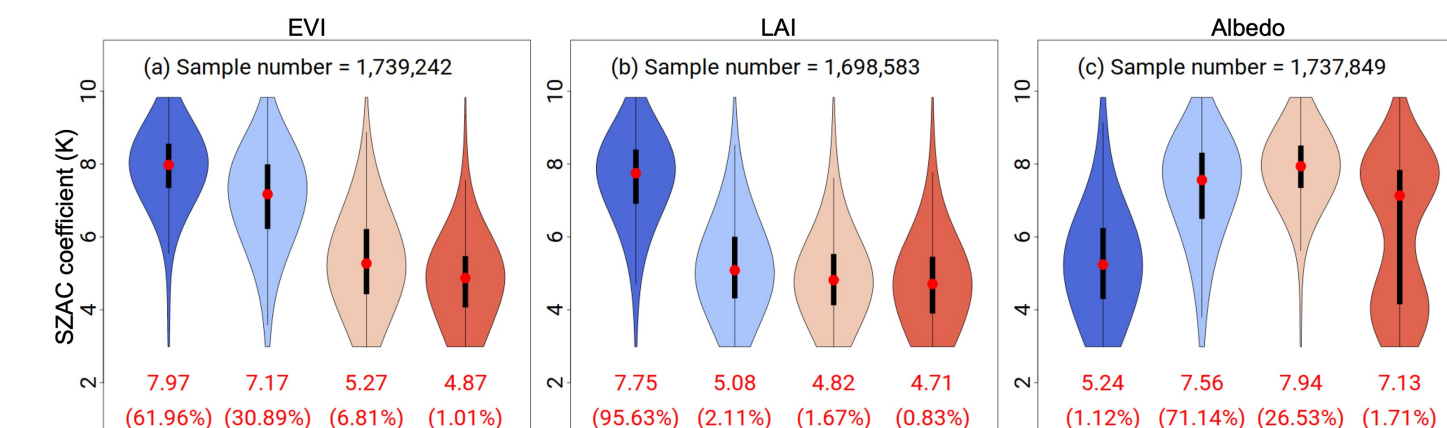 EVI
LAI
Albedo
(a) Sample number = 1,739,242
(b) Sample number = 1,698,583
(c) Sample number = 1,737,849
SZAC coefficient (K)
10
8
6
4
2
10
8
6
4
2
10
8
6
4
2
7.97 7.17 5.27 4.87
(61.96%) (30.89%) (6.81%) (1.01%)
7.75 5.08 4.82 4.71
(95.63%) (2.11%) (1.67%) (0.83%)
5.24 7.56 7.94 7.13
(1.12%) (71.14%) (26.53%) (1.71%)